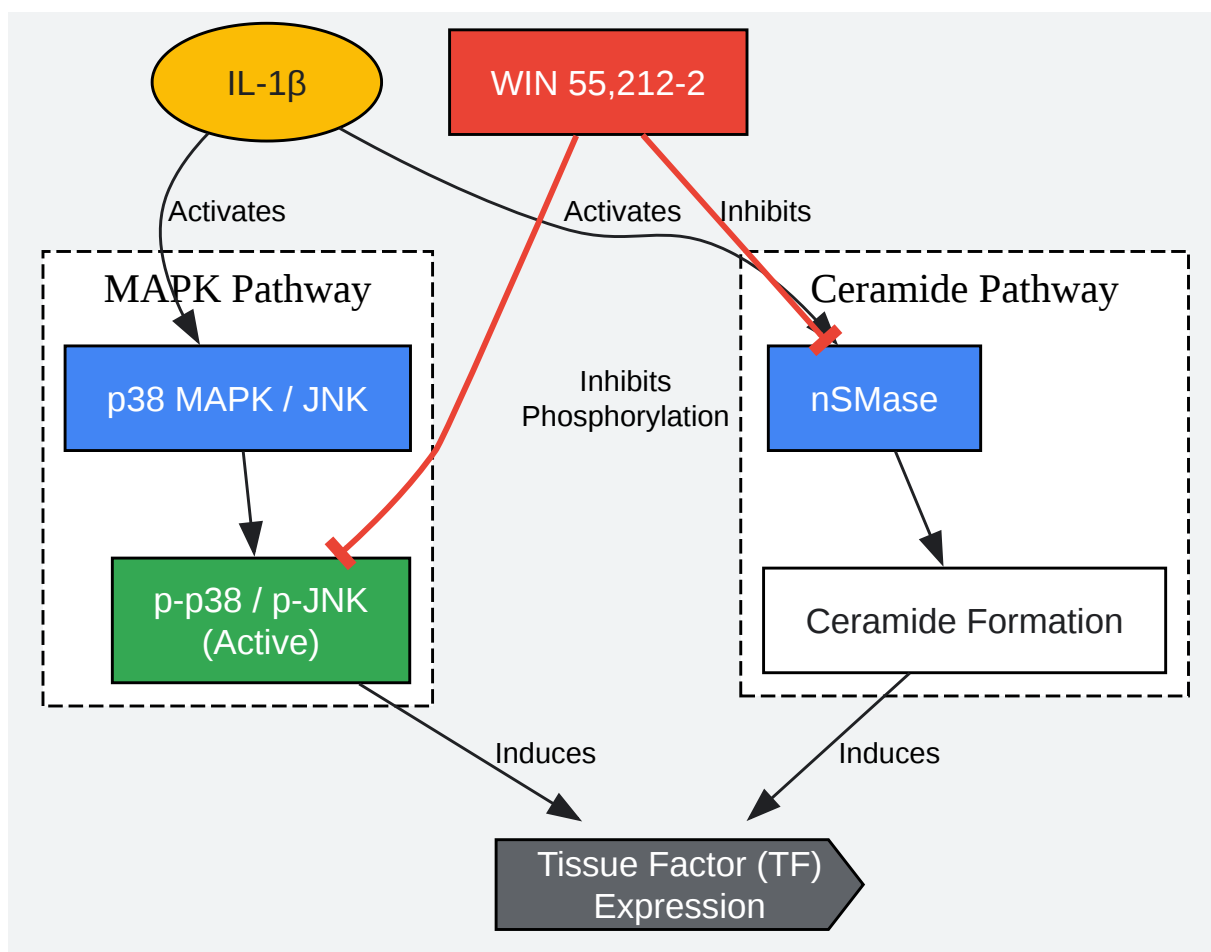 IL-1β
WIN 55,212-2
Activates
Activates
Inhibits
MAPK Pathway
Ceramide Pathway
p38 MAPK / JNK
Inhibits
Phosphorylation
nSMase
p-p38 / p-JNK
(Active)
Ceramide Formation
Induces
Induces
Tissue Factor (TF)
Expression